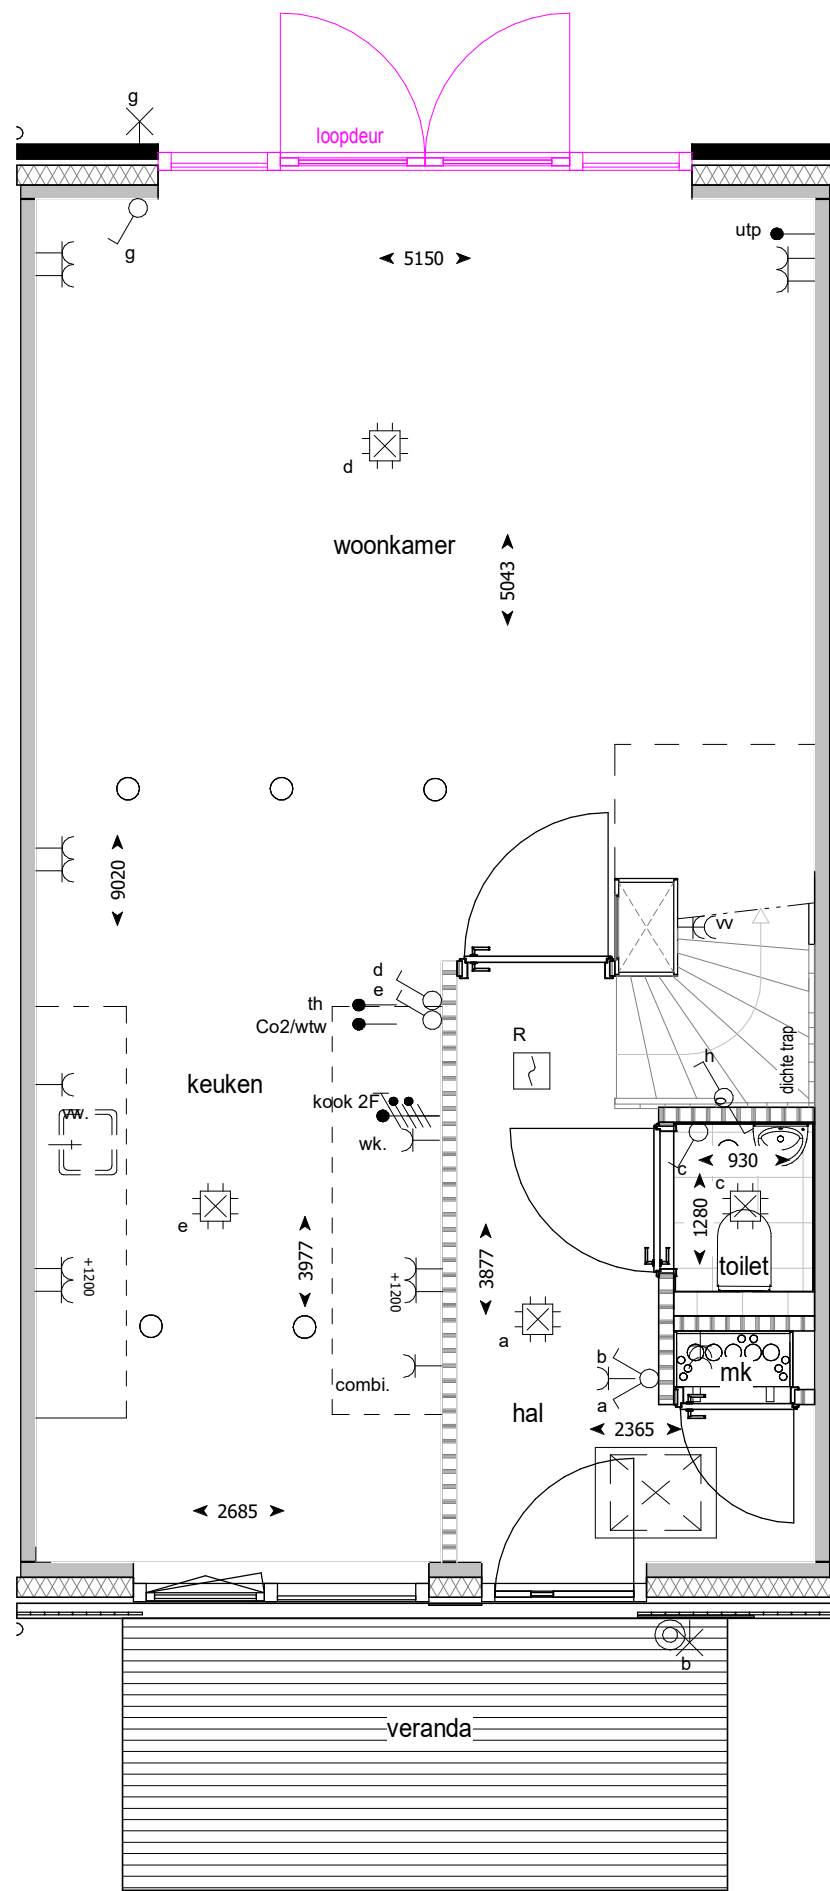 g
loopdeur
g
utp
5150
d
woonkamer
5043
9020
vv
d
e
th
Co2/wtw
R
h
dichte trap
keuken
kook 2F
vw.
wk.
c
930
c
1280
e
toilet
3977
3877
+1200
+1200
a
b
mk
combi.
a
hal
2365
2685
b
veranda